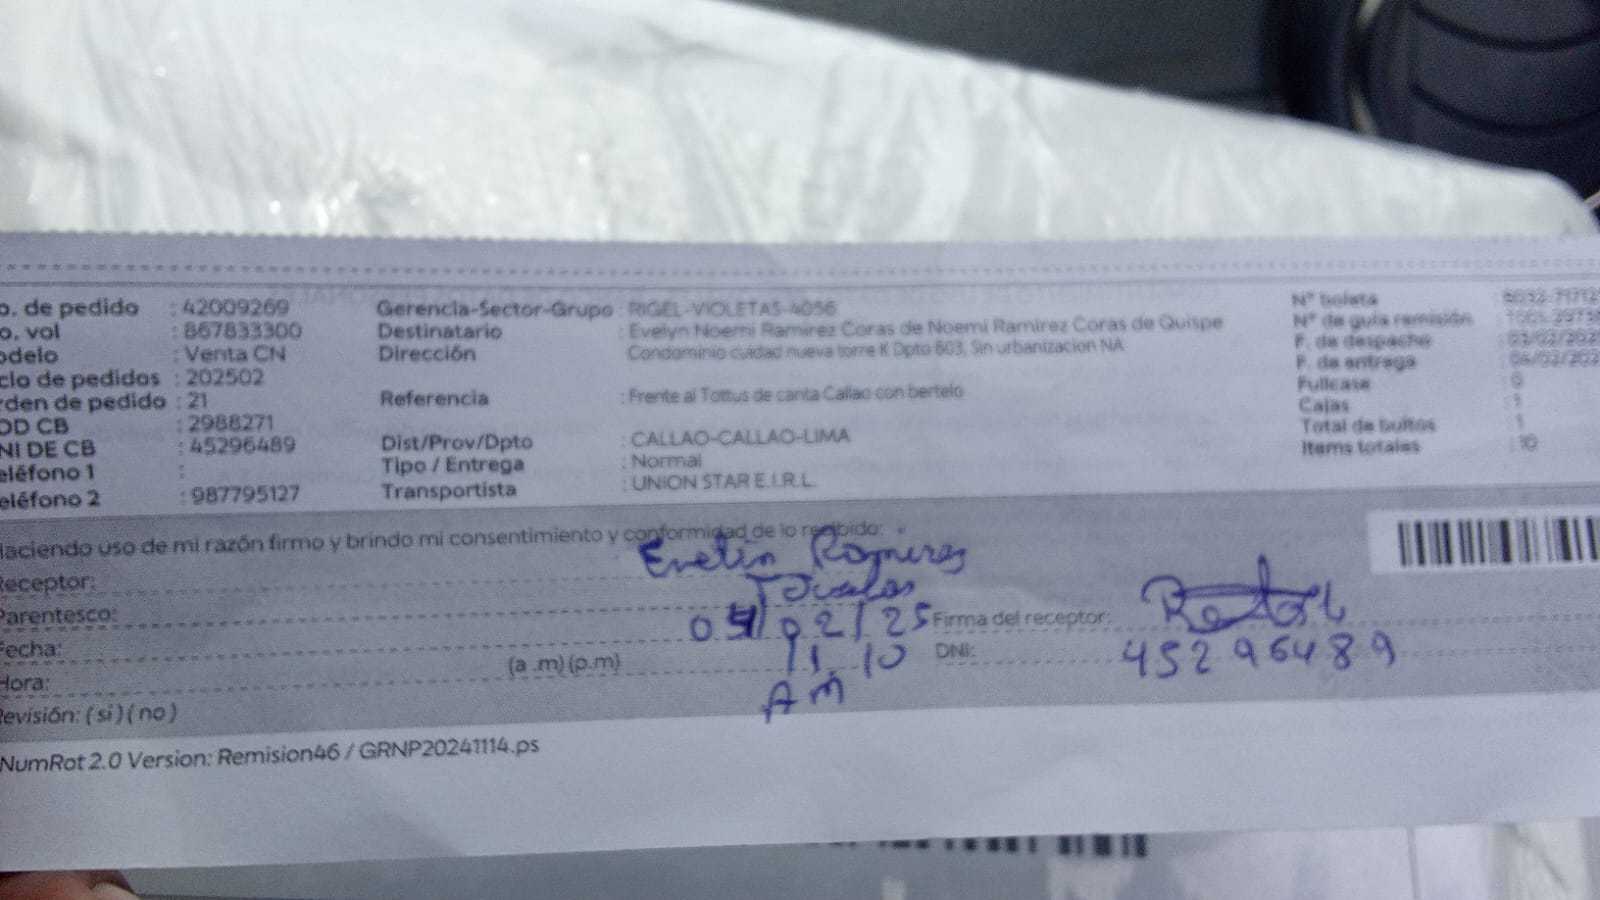 o. de pedido : 42009269
o. vol : 867833300
odelo : Venta CN
clo de pedidos : 202502
rden de pedido : 21
OD CB : 2988271
NI DE CB : 45296489
eléfono 1 :
eléfono 2 : 987795127
Gerencia-Sector-Grupo : RIGEL-VIOLETAS-4056
Destinatario : Evelyn Noemi Ramirez Coras de Noemi Ramirez Coras de Quispe
Dirección : Condominio cuidad nueva torre K Dpto 603, Sin urbanizacion NA
Referencia : Frente al Tottus de canta Callao con bertelo
Dist/Prov/Dpto : CALLAO-CALLAO-LIMA
Tipo / Entrega : Normal
Transportista : UNION STAR E.I.R.L.
N° boleta
N° de guía remisión
F. de despacho
F. de entrega
Fullcase : 0
Cajas : 1
Total de bultos : 1
Items totales : 10
Haciendo uso de mi razón firmo y brindo mi consentimiento y conformidad de lo recibido:
Receptor: Evelin
Parentesco:
Fecha: /02/25
Hora: (a .m) (p.m) 11.10 AM
Revisión: ( si ) ( no )
Firma del receptor:
DNI: 45296489
NumRot 2.0 Version: Remision46 / GRNP20241114.ps